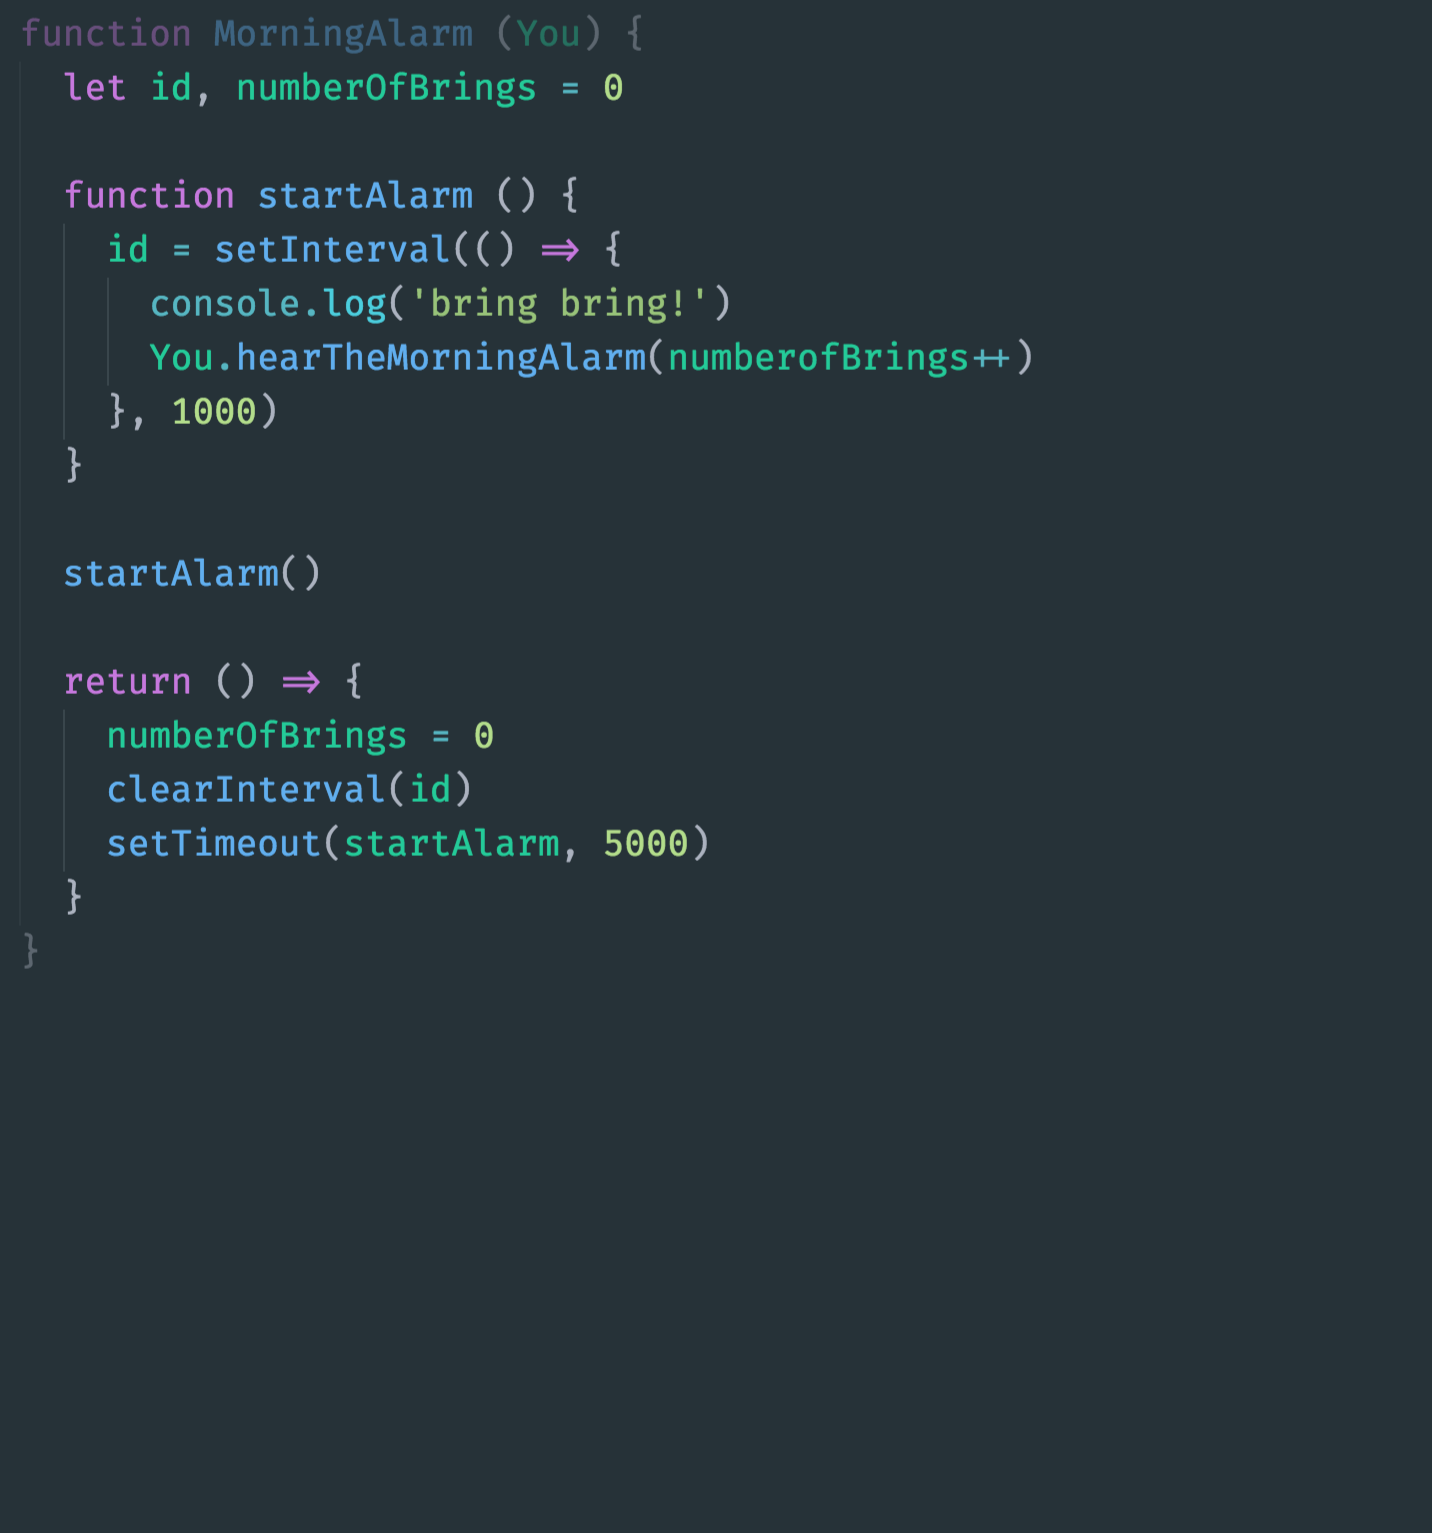 function MorningAlarm (You) {
  let id, numberOfBrings = 0

  function startAlarm () {
    id = setInterval(() => {
      console.log('bring bring!')
      You.hearTheMorningAlarm(numberofBrings++)
    }, 1000)
  }

  startAlarm()

  return () => {
    numberOfBrings = 0
    clearInterval(id)
    setTimeout(startAlarm, 5000)
  }
}